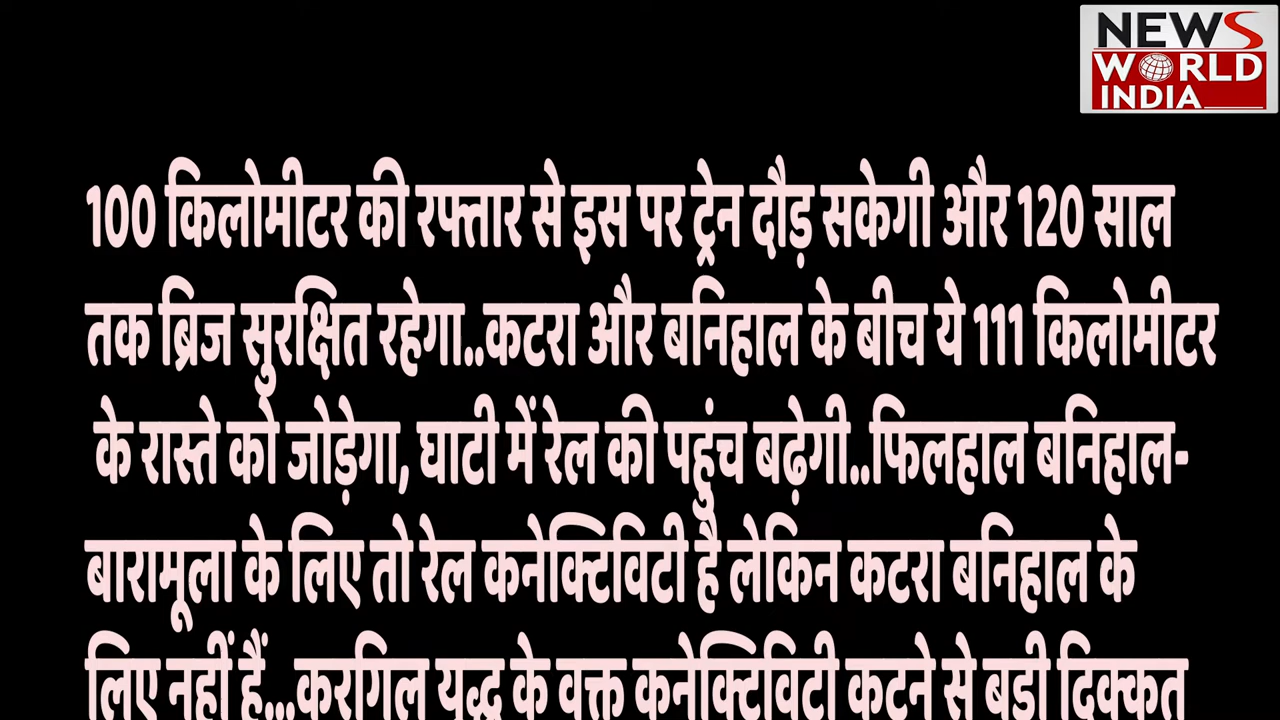 NEWS
WORLD
INDIA
100 किलोमीटर की रफ्तार से इस पर ट्रेन दौड़ सकेगी और 120 साल
तक ब्रिज सुरक्षित रहेगा..कटरा और बनिहाल के बीच ये 111 किलोमीटर
के रास्ते को जोड़ेगा, घाटी में रेल की पहुंच बढ़ेगी..फिलहाल बनिहाल-
बारामूला के लिए तो रेल कनेक्टिविटी है लेकिन कटरा बनिहाल के
लिए नहीं हैं...करगिल युद्ध के वक्त कनेक्टिविटी कटने से बड़ी दिक्कत